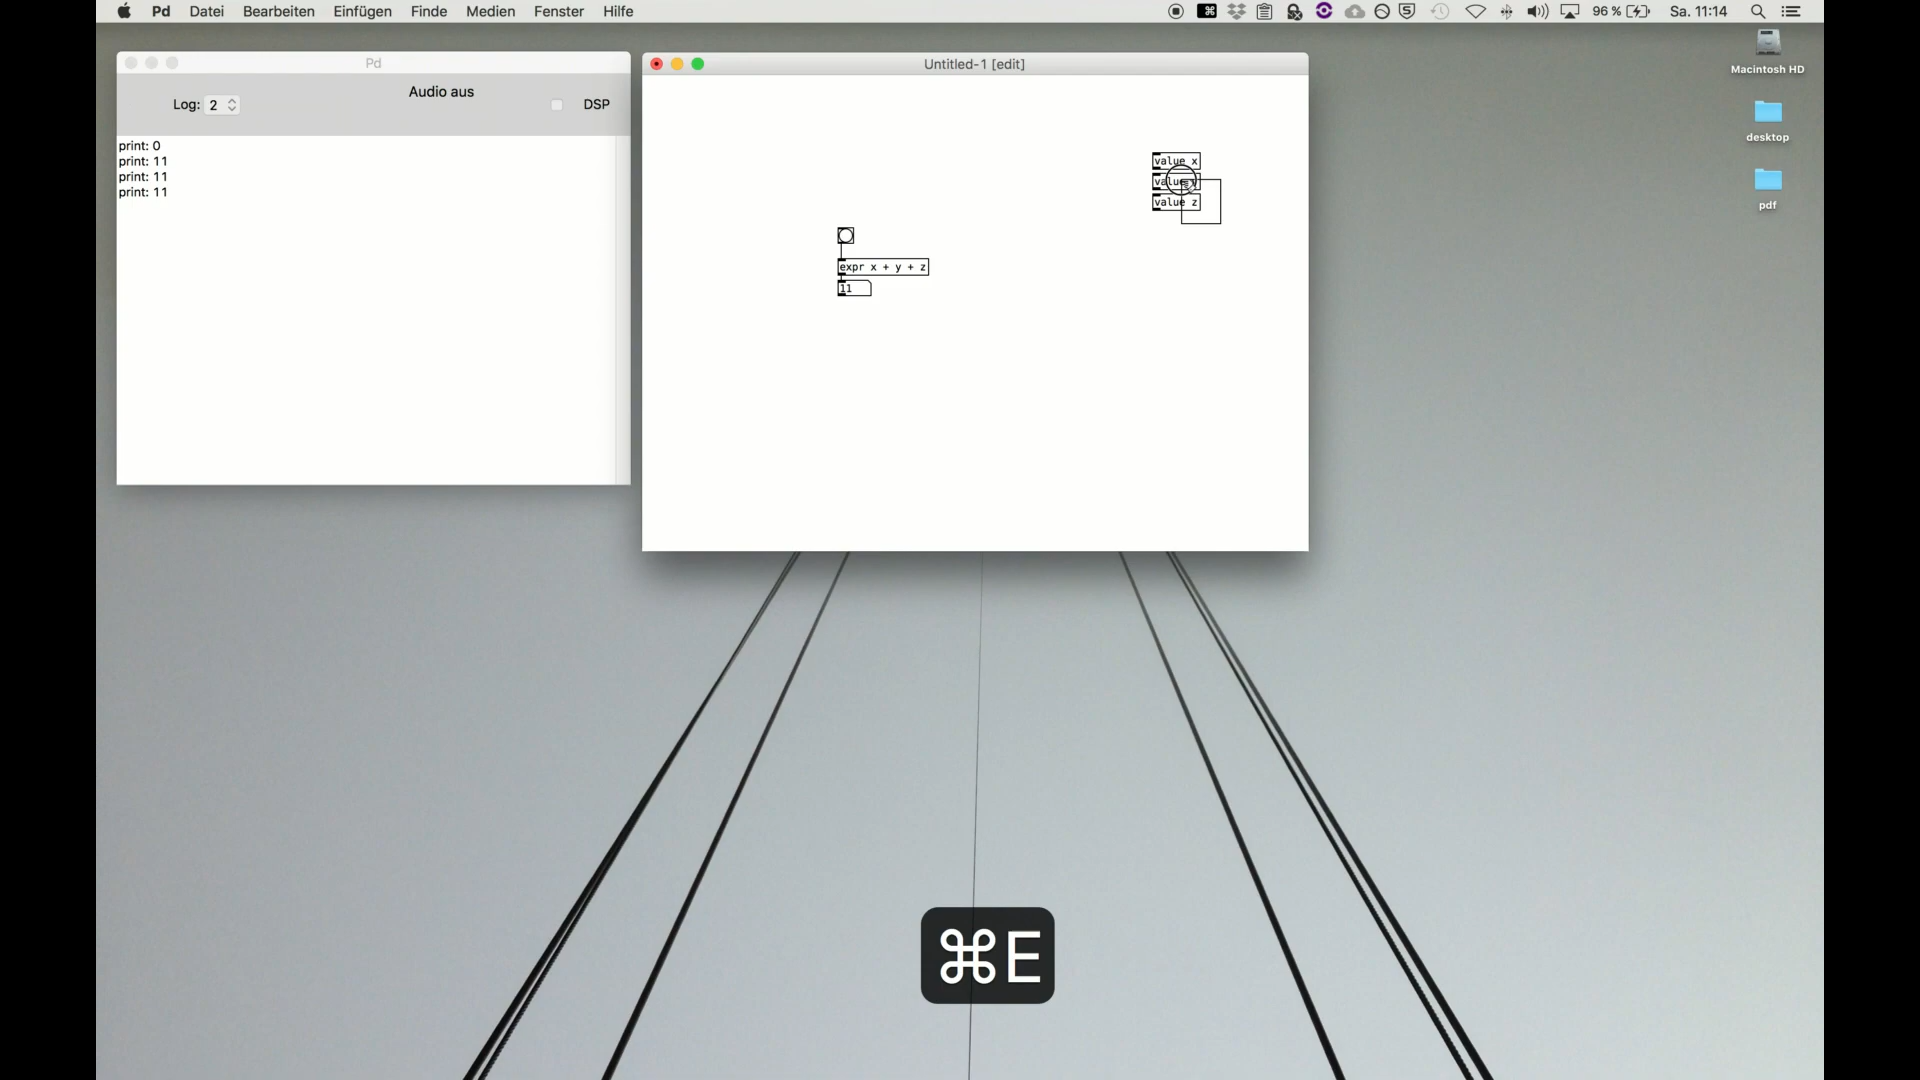 Pd Datei Bearbeiten Einfügen Finde Medien Fenster Hilfe 96 % Sa. 11:14
Macintosh HD
desktop
pdf
Pd
Audio aus
Log: 2 DSP
print: 0
print: 11
print: 11
print: 11
Untitled-1 [edit]
value x
value
value z
expr x + y + z
11
⌘E